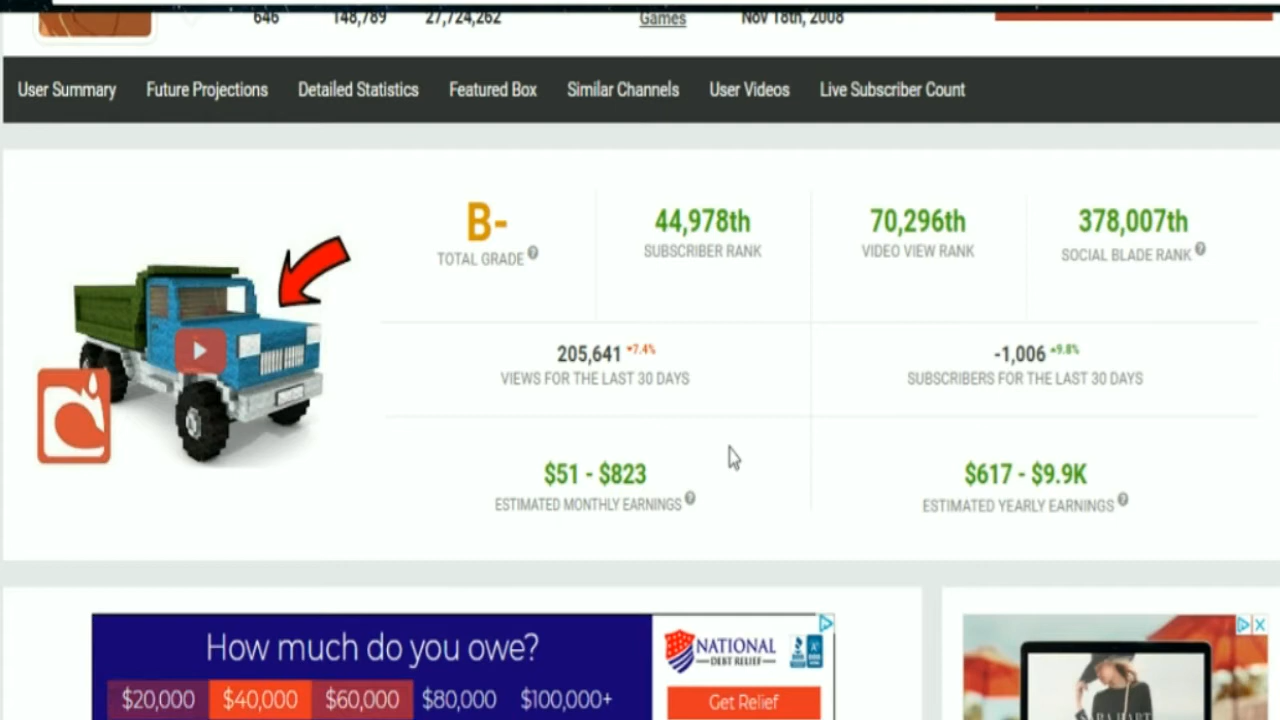 646 148,789 27,724,262 Games Nov 18th, 2008
User Summary Future Projections Detailed Statistics Featured Box Similar Channels User Videos Live Subscriber Count
B- 44,978th 70,296th 378,007th
TOTAL GRADE SUBSCRIBER RANK VIDEO VIEW RANK SOCIAL BLADE RANK
205,641 +7.4% -1,006 +9.8%
VIEWS FOR THE LAST 30 DAYS SUBSCRIBERS FOR THE LAST 30 DAYS
$51 - $823 $617 - $9.9K
ESTIMATED MONTHLY EARNINGS ESTIMATED YEARLY EARNINGS
How much do you owe?
NATIONAL
DEBT RELIEF
$20,000 $40,000 $60,000 $80,000 $100,000+
Get Relief